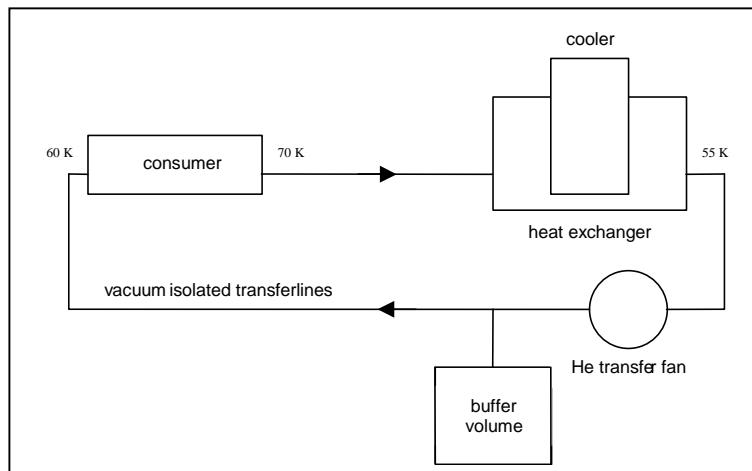 cooler
60 K
consumer
70 K
55 K
heat exchanger
vacuum isolated transferlines
He transfer fan
buffer
volume